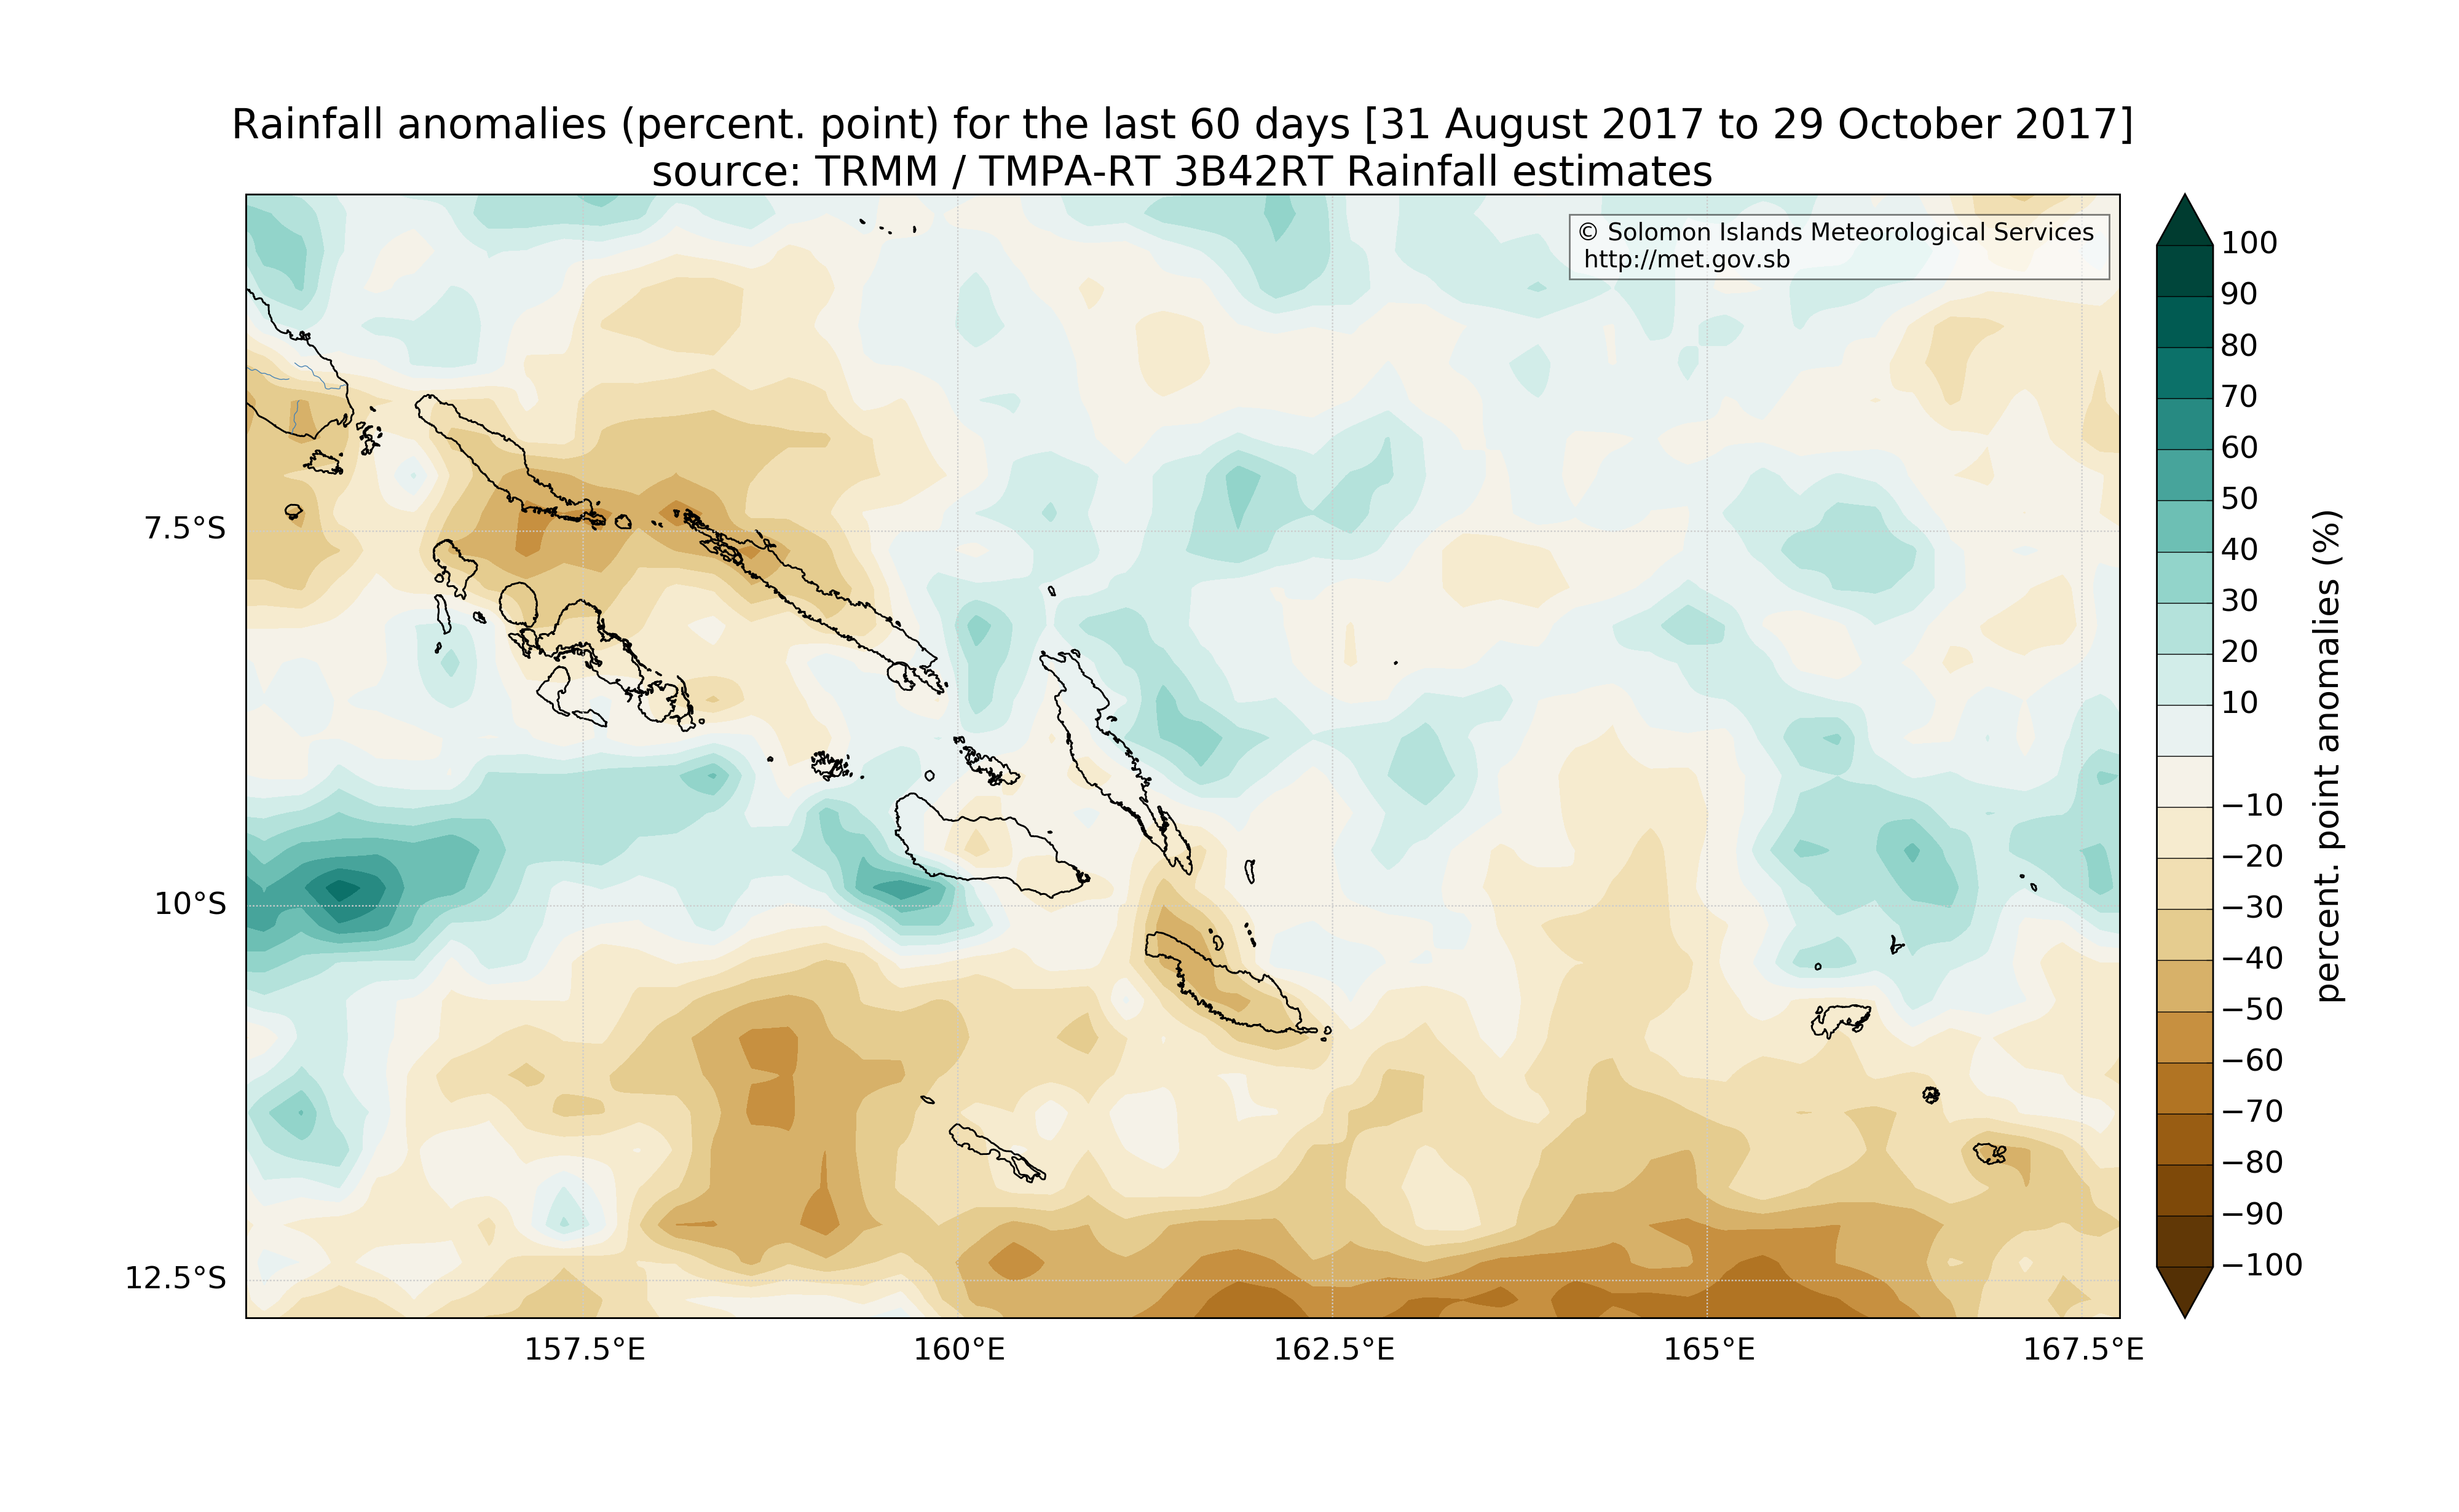 Rainfall anomalies (percent. point) for the last 60 days [31 August 2017 to 29 October 2017]
source: TRMM / TMPA-RT 3B42RT Rainfall estimates
© Solomon Islands Meteorological Services
http://met.gov.sb
7.5°S
10°S
12.5°S
157.5°E
160°E
162.5°E
165°E
167.5°E
100
90
80
70
60
50
40
30
20
10
−10
−20
−30
−40
−50
−60
−70
−80
−90
−100
percent. point anomalies (%)